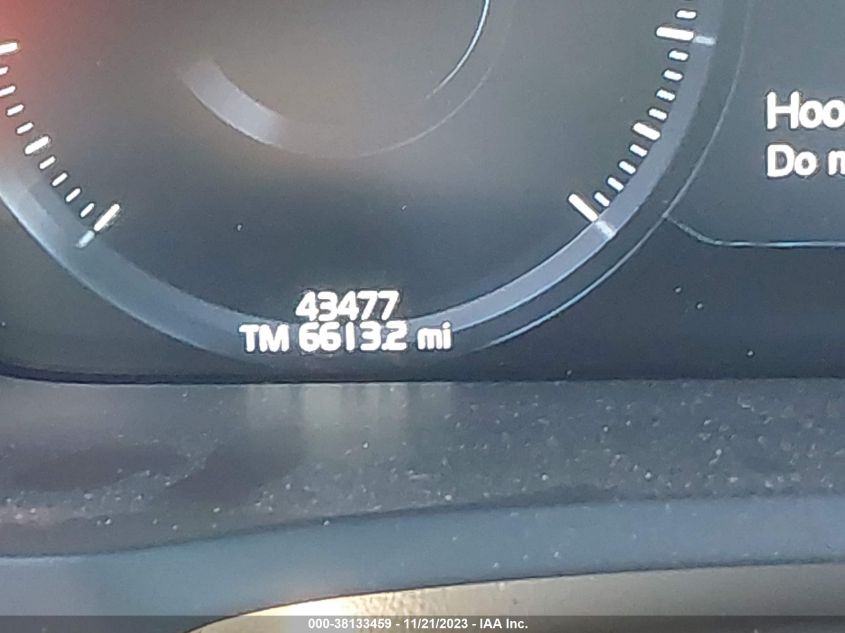 Hoo
Do
43477
TM 66132 mi
000-38133459 - 11/21/2023 - IAA Inc.